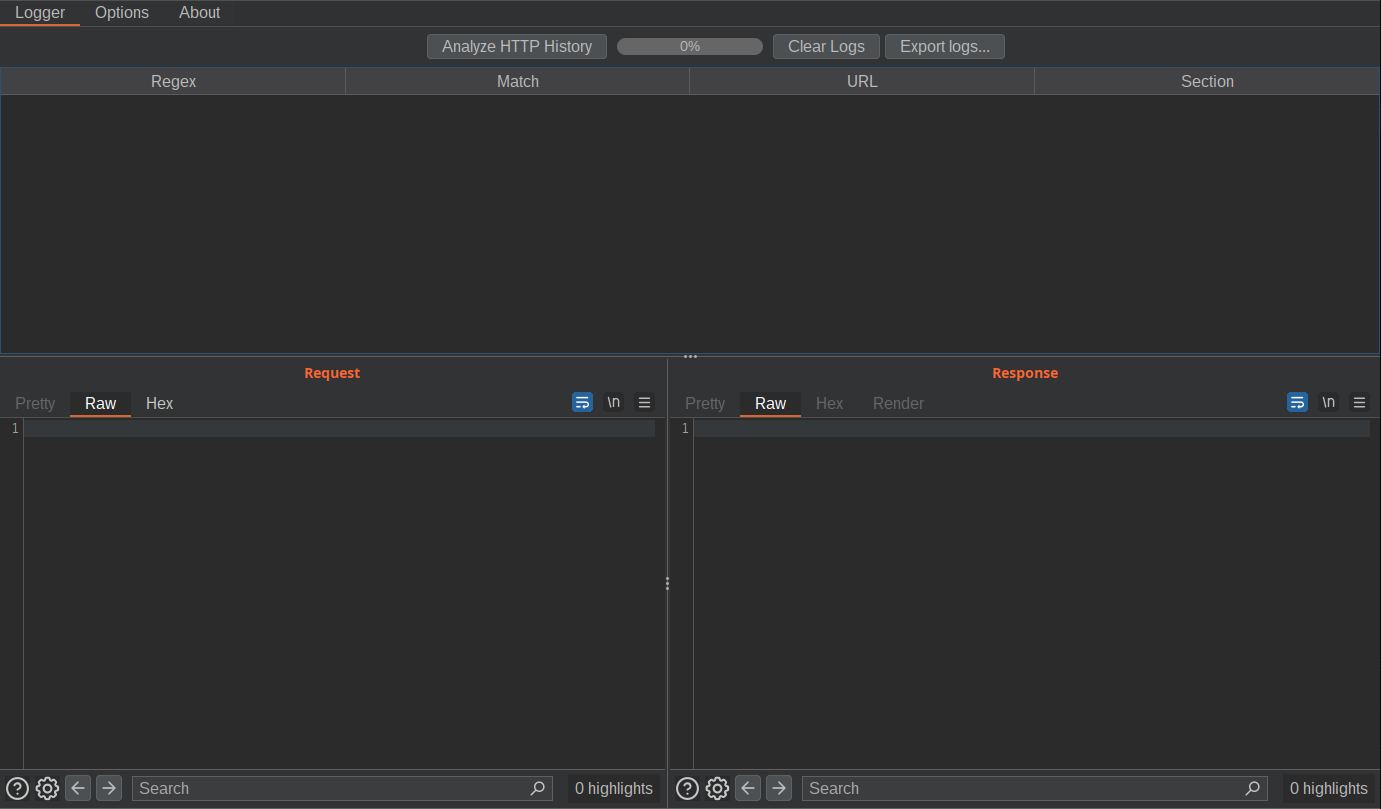 Logger Options About
Analyze HTTP History 0% Clear Logs Export logs...
Regex Match URL Section
Request Response
Pretty Raw Hex \n Pretty Raw Hex Render \n
1 1
? Search 0 highlights ? Search 0 highlights